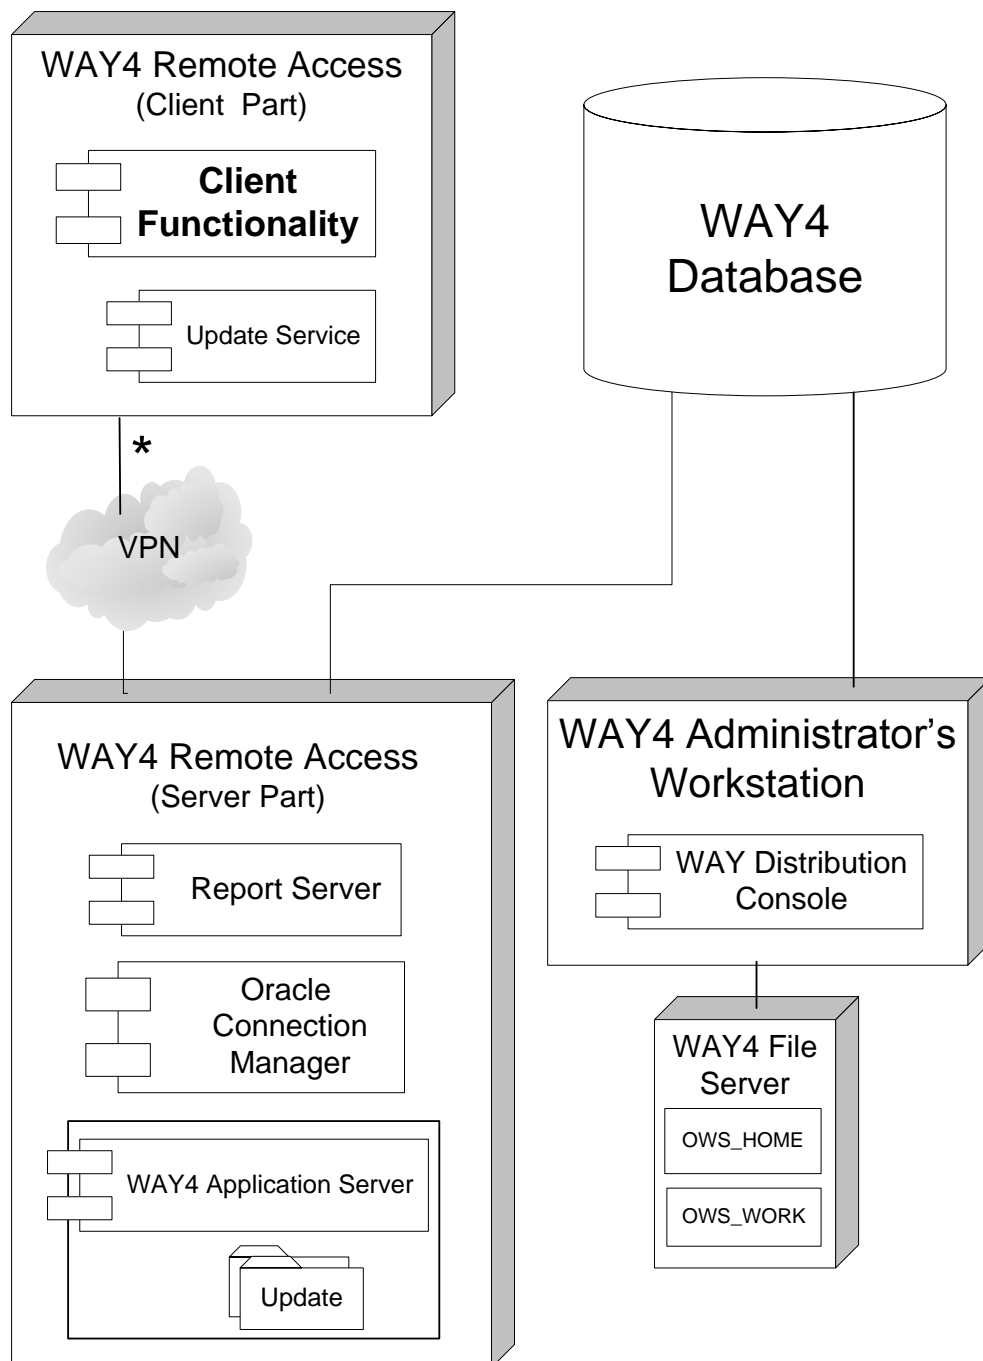 WAY4 Remote Access
(Client Part)
Client
Functionality
Update Service
*
VPN
WAY4
Database
WAY4 Remote Access
(Server Part)
Report Server
Oracle
Connection
Manager
WAY4 Application Server
Update
WAY4 Administrator's
Workstation
WAY Distribution
Console
WAY4 File
Server
OWS_HOME
OWS_WORK